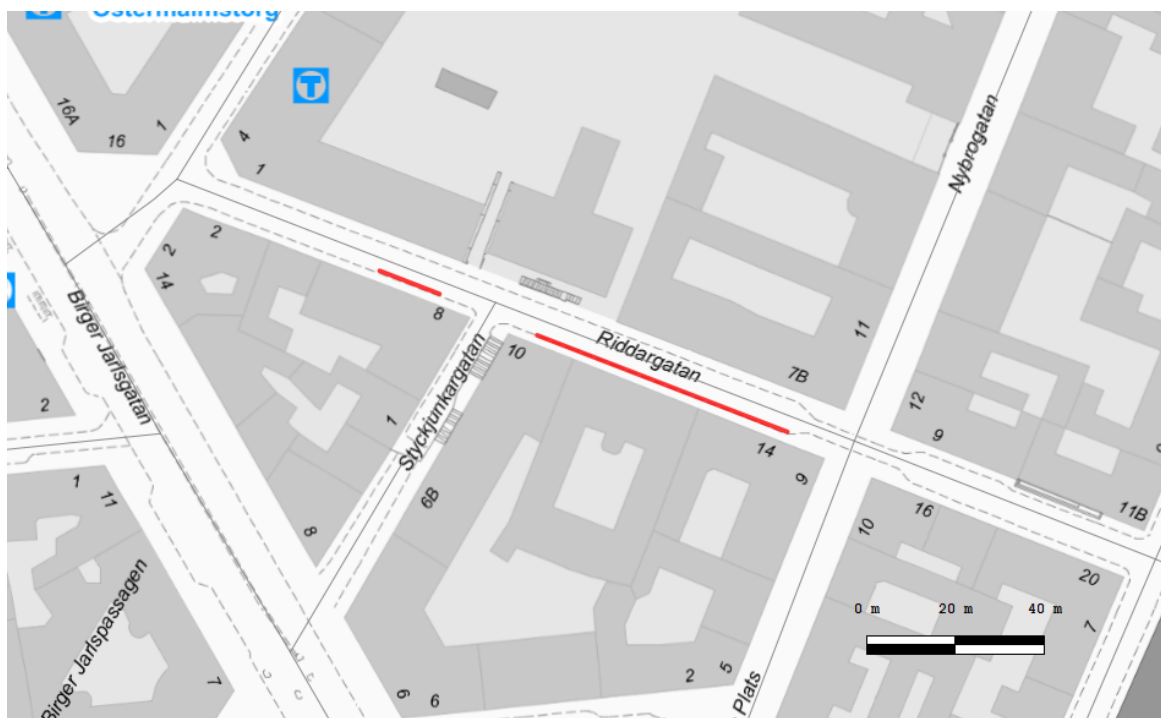 Östermalmstorg
T
16A
16
1
4
1
2
2
14
8
Birger Jarlsgatan
Nybrogatan
Riddargatan
7B
11
12
9
11B
10
14
9
Styckjunkargatan
1
6B
8
2
1
11
Birger Jarlspassagen
7
6
6
2
5
Plats
10
16
20
7
0 m 20 m 40 m